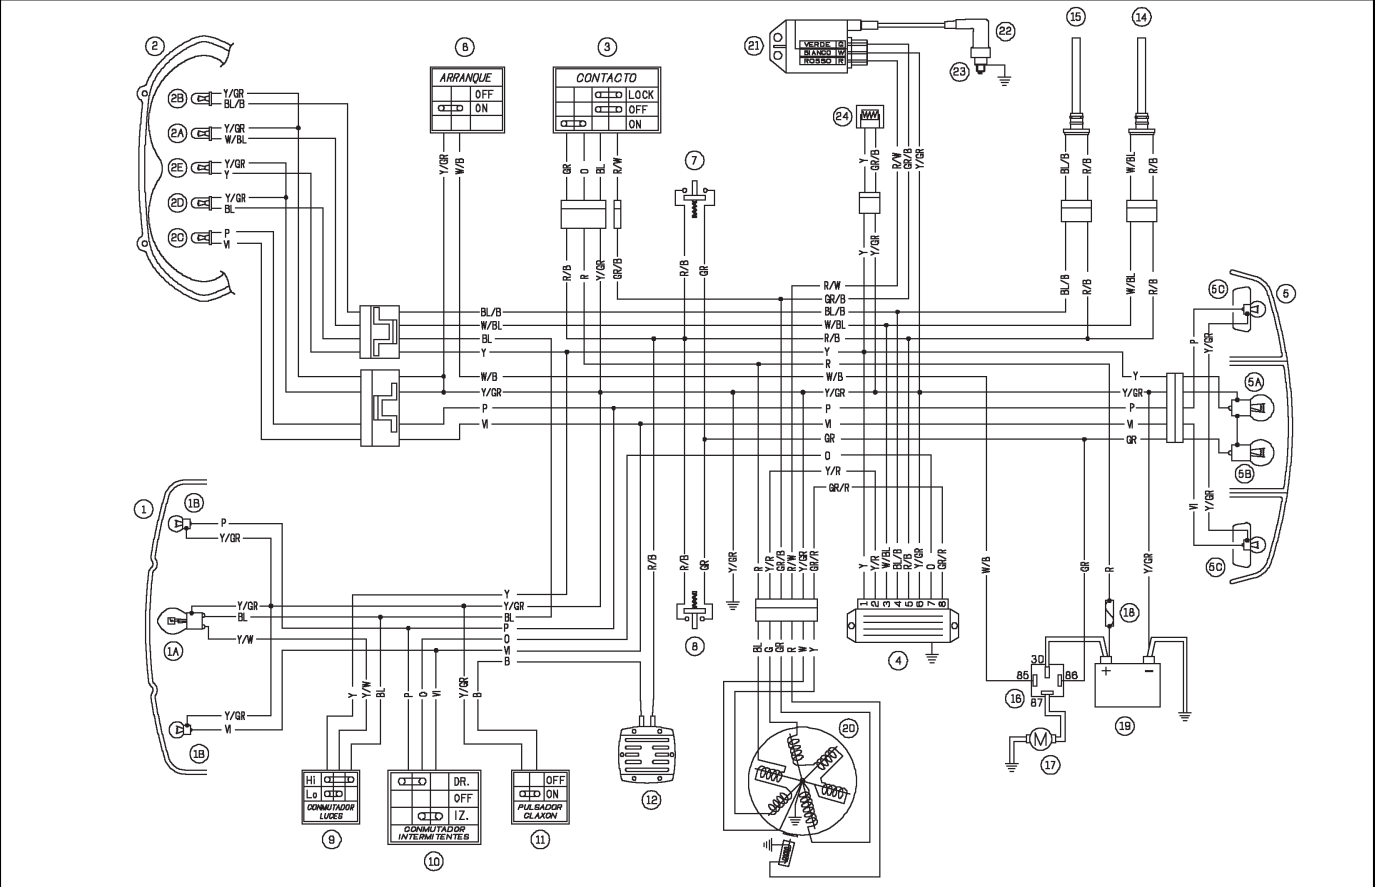 2
2B
Y/GR
BL/B
2A
Y/GR
W/BL
2E
Y/GR
Y
2D
Y/GR
BL
2C
P
VI
6
ARRANQUE
OFF
ON
Y/GR
W/B
3
CONTACTO
LOCK
OFF
ON
GR
O
BL
R/W
R/B
R
Y/GR
GR/B
7
R/B
GR
21
VERDE G
BIANCO W
ROSSO R
22
23
24
Y
GR/B
R/W
GR/B
Y/GR
Y
Y/GR
15
14
BL/B
R/B
W/BL
R/B
BL/B
R/B
W/BL
R/B
BL/B
W/BL
BL
Y
W/B
Y/GR
P
VI
R/W
GR/B
BL/B
W/BL
R/B
Y
R
W/B
Y/GR
P
VI
GR
O
Y/R
GR/R
Y
Y/GR
P
VI
GR
5C
5
P
Y/GR
5A
5B
VI
Y/GR
5C
1
1B
P
Y/GR
Y/GR
BL
Y/W
1A
Y/GR
VI
1B
Y
Y/GR
BL
P
O
VI
B
Y
Y/W
BL
P
O
VI
Y/GR
B
R/B
R/B
GR
8
Y/GR
R
Y/R
GR/B
R/W
Y/GR
GR/R
BL
G
GR
R
W
Y
Y
Y/R
W/BL
BL/B
R/B
Y/GR
O
GR/R
1 2 3 4 5 6 7 8
4
W/B
GR
R
Y/GR
18
30
85
86
87
16
+
-
19
M
17
Hi
Lo
CONMUTADOR
LUCES
9
DR.
OFF
IZ.
CONMUTADOR
INTERMITENTES
10
OFF
ON
PULSADOR
CLAXON
11
12
20